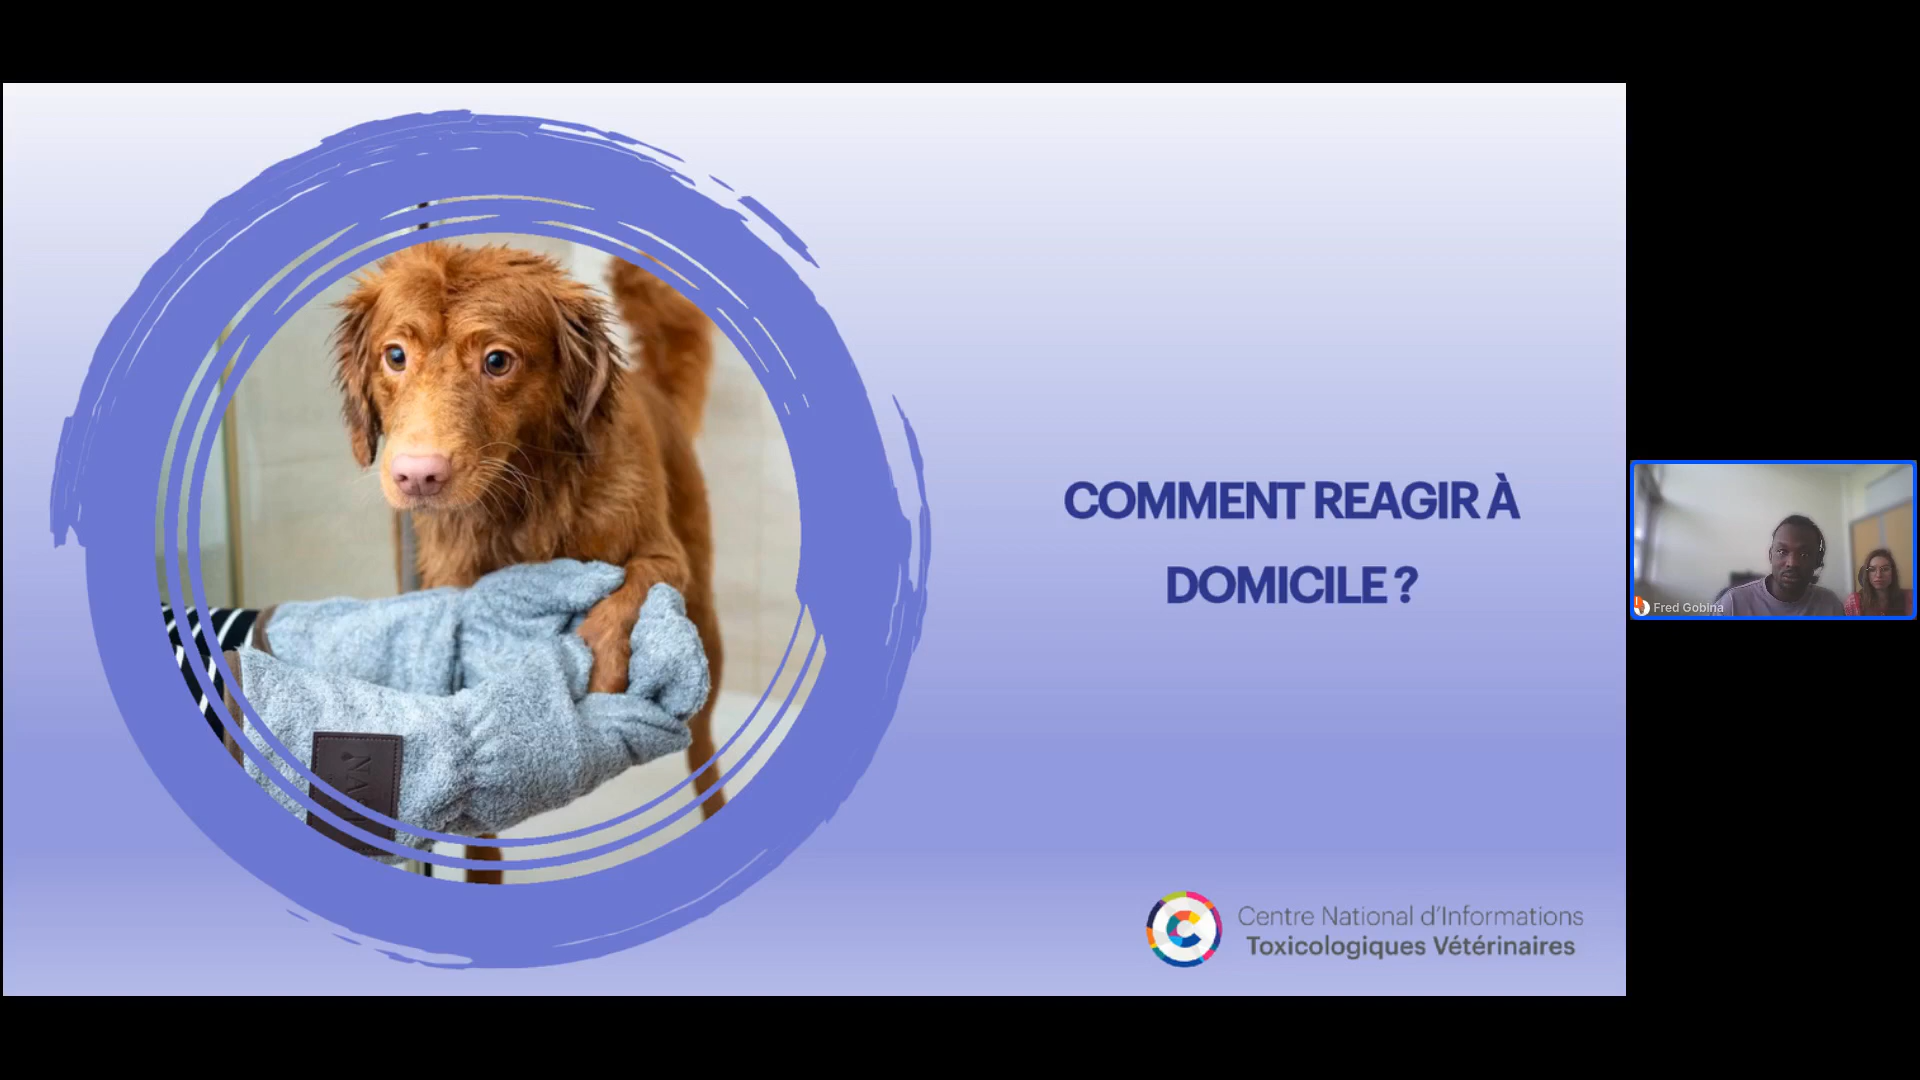 COMMENT REAGIR À
DOMICILE ?
Centre National d'Informations
Toxicologiques Vétérinaires
Fred Gobina